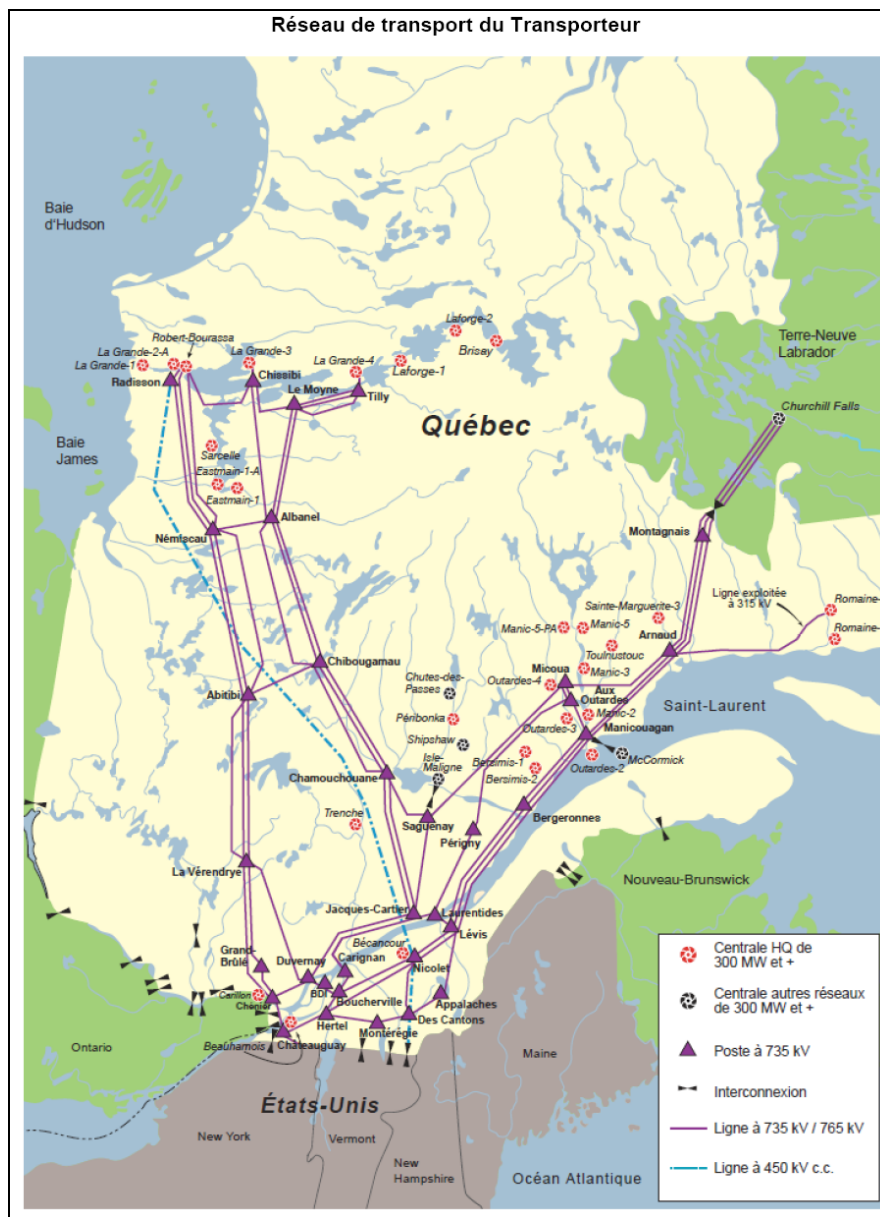 Réseau de transport du Transporteur
Baie
d'Hudson
Terre-Neuve
Labrador
Laforge-2
Brisay
Robert-Bourassa
La Grande-2-A
La Grande-1
La Grande-3
La Grande-4
Laforge-1
Radisson
Chissibi
Le Moyne
Tilly
Churchill Falls
Québec
Baie
James
Sarcelle
Eastmain-1-A
Eastmain-1
Albanel
Némiscau
Montagnais
Ligne exploitée
à 315 kV
Romaine-
Romaine-
Sainte-Marguerite-3
Manic-5-PA
Manic-5
Arnaud
Toulnustouc
Micoua
Manic-3
Chibougamau
Chutes-des-
Passes
Outardes-4
Aux
Outardes
Abitibi
Saint-Laurent
Péribonka
Outardes-3
Manic-2
Manicouagan
Shipshaw
Isle-
Maligne
Bersimis-1
Bersimis-2
Outardes-2
McCormick
Chamouchouane
Trenche
Saguenay
Périgny
Bergeronnes
La Vérendrye
Nouveau-Brunswick
Jacques-Cartier
Laurentides
Lévis
Bécancour
Grand-
Brûlé
Duvernay
Carignan
Nicolet
Carillon
Chénier
BDI
Boucherville
Appalaches
Hertel
Montérégie
Des Cantons
Beauharnois
Châteauguay
Ontario
Maine
États-Unis
New York
Vermont
New
Hampshire
Océan Atlantique
Centrale HQ de
300 MW et +
Centrale autres réseaux
de 300 MW et +
Poste à 735 kV
Interconnexion
Ligne à 735 kV / 765 kV
Ligne à 450 kV c.c.